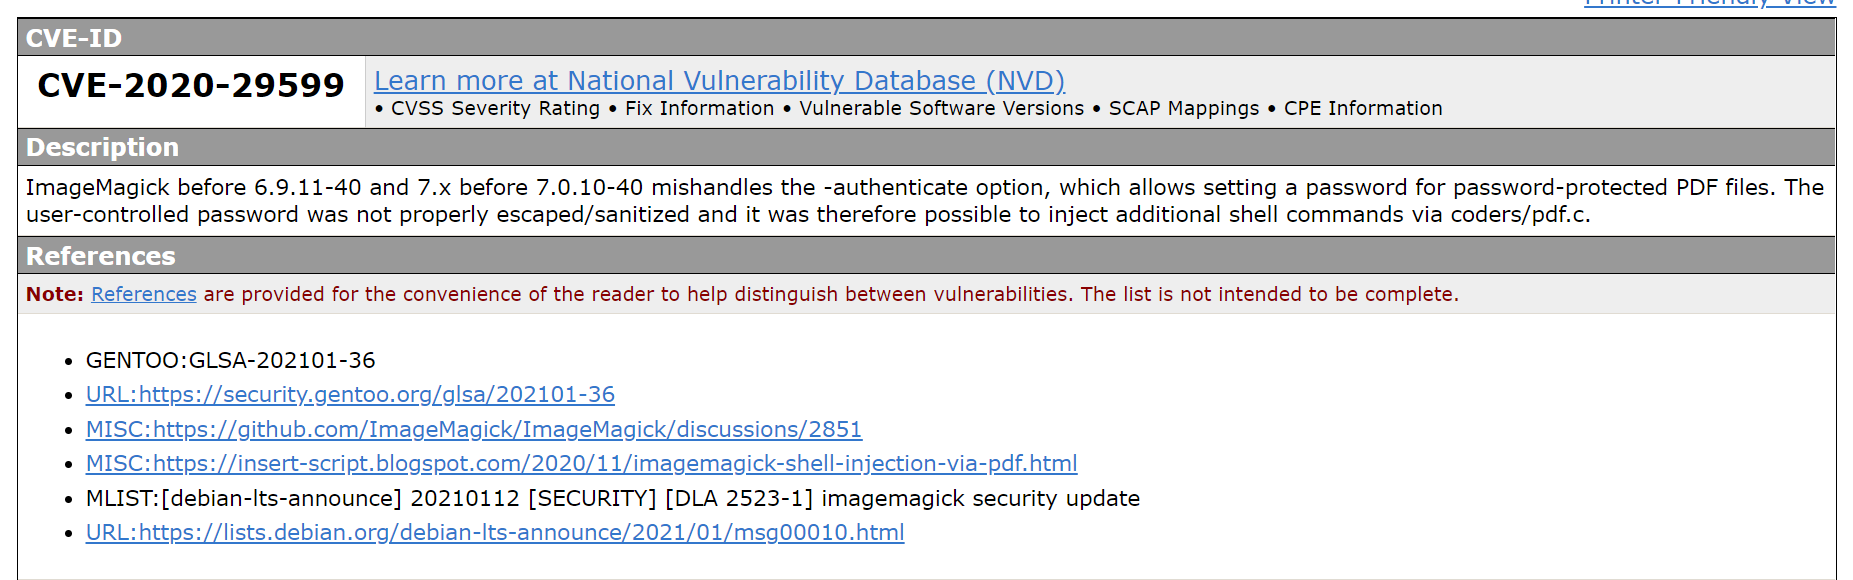 Printer-Friendly View
CVE-ID
CVE-2020-29599
Learn more at National Vulnerability Database (NVD)
• CVSS Severity Rating • Fix Information • Vulnerable Software Versions • SCAP Mappings • CPE Information
Description
ImageMagick before 6.9.11-40 and 7.x before 7.0.10-40 mishandles the -authenticate option, which allows setting a password for password-protected PDF files. The
user-controlled password was not properly escaped/sanitized and it was therefore possible to inject additional shell commands via coders/pdf.c.
References
Note: References are provided for the convenience of the reader to help distinguish between vulnerabilities. The list is not intended to be complete.
• GENTOO:GLSA-202101-36
• URL:https://security.gentoo.org/glsa/202101-36
• MISC:https://github.com/ImageMagick/ImageMagick/discussions/2851
• MISC:https://insert-script.blogspot.com/2020/11/imagemagick-shell-injection-via-pdf.html
• MLIST:[debian-lts-announce] 20210112 [SECURITY] [DLA 2523-1] imagemagick security update
• URL:https://lists.debian.org/debian-lts-announce/2021/01/msg00010.html